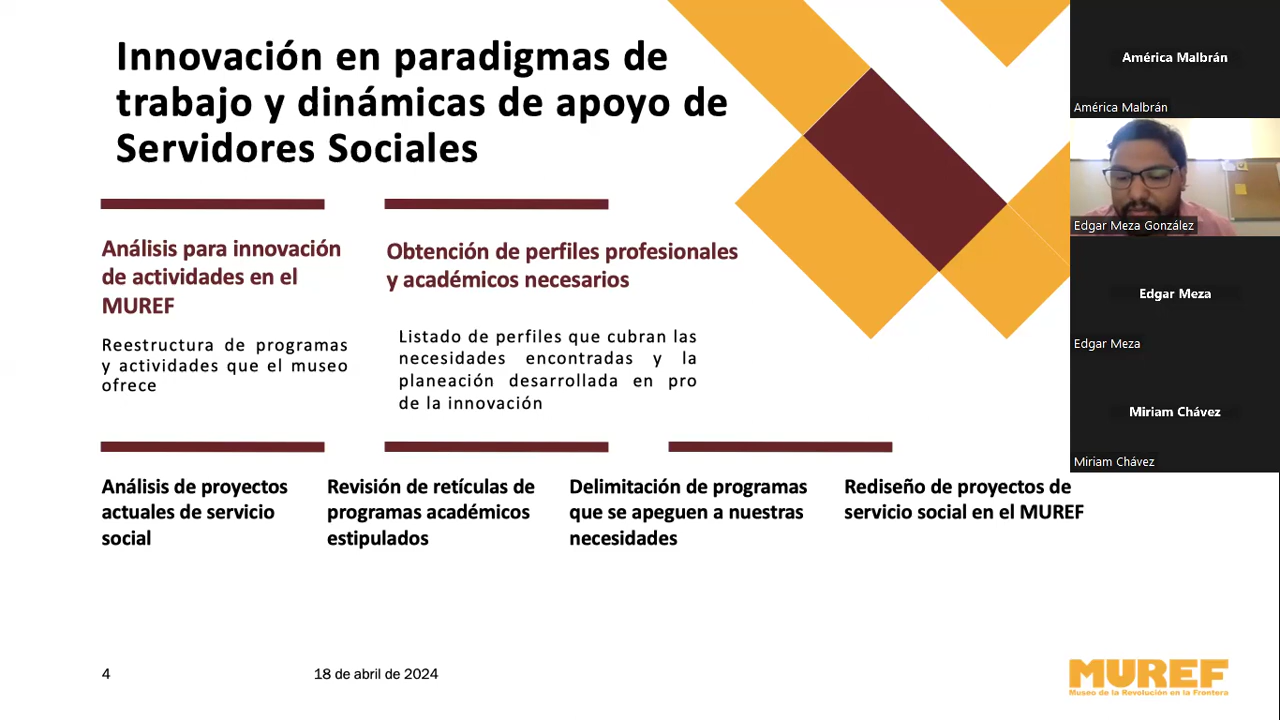 Innovación en paradigmas de
trabajo y dinámicas de apoyo de
Servidores Sociales
Análisis para innovación
de actividades en el
MUREF
Reestructura de programas
y actividades que el museo
ofrece
Obtención de perfiles profesionales
y académicos necesarios
Listado de perfiles que cubran las
necesidades encontradas y la
planeación desarrollada en pro
de la innovación
Análisis de proyectos
actuales de servicio
social
Revisión de retículas de
programas académicos
estipulados
Delimitación de programas
que se apeguen a nuestras
necesidades
Rediseño de proyectos de
servicio social en el MUREF
4
18 de abril de 2024
MUREF
Museo de la Revolución en la Frontera
América Malbrán
América Malbrán
Edgar Meza González
Edgar Meza
Edgar Meza
Miriam Chávez
Miriam Chávez